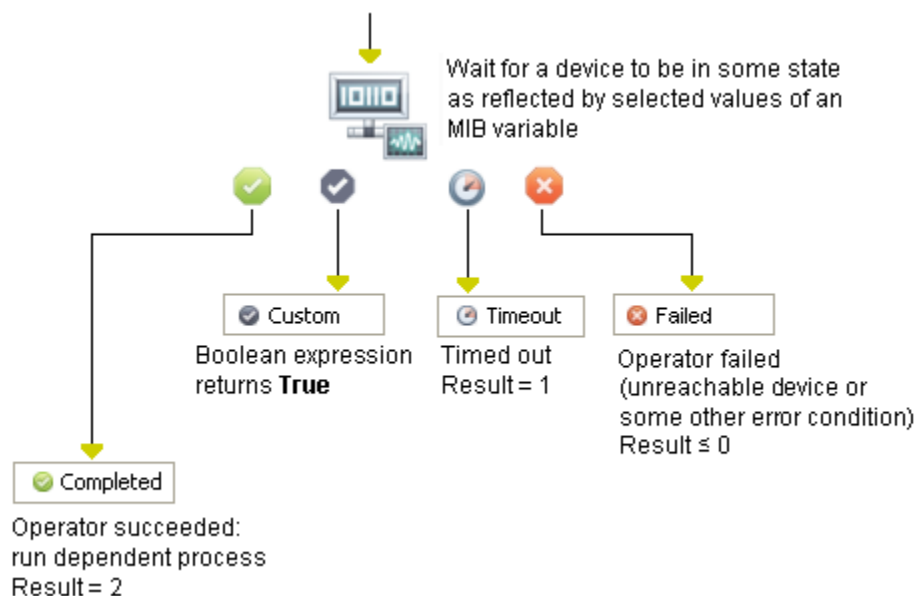 Wait for a device to be in some state
as reflected by selected values of an
MIB variable
10110
Custom
Boolean expression
returns True
Timeout
Timed out
Result = 1
Failed
Operator failed
(unreachable device or
some other error condition)
Result ≤ 0
Completed
Operator succeeded:
run dependent process
Result = 2